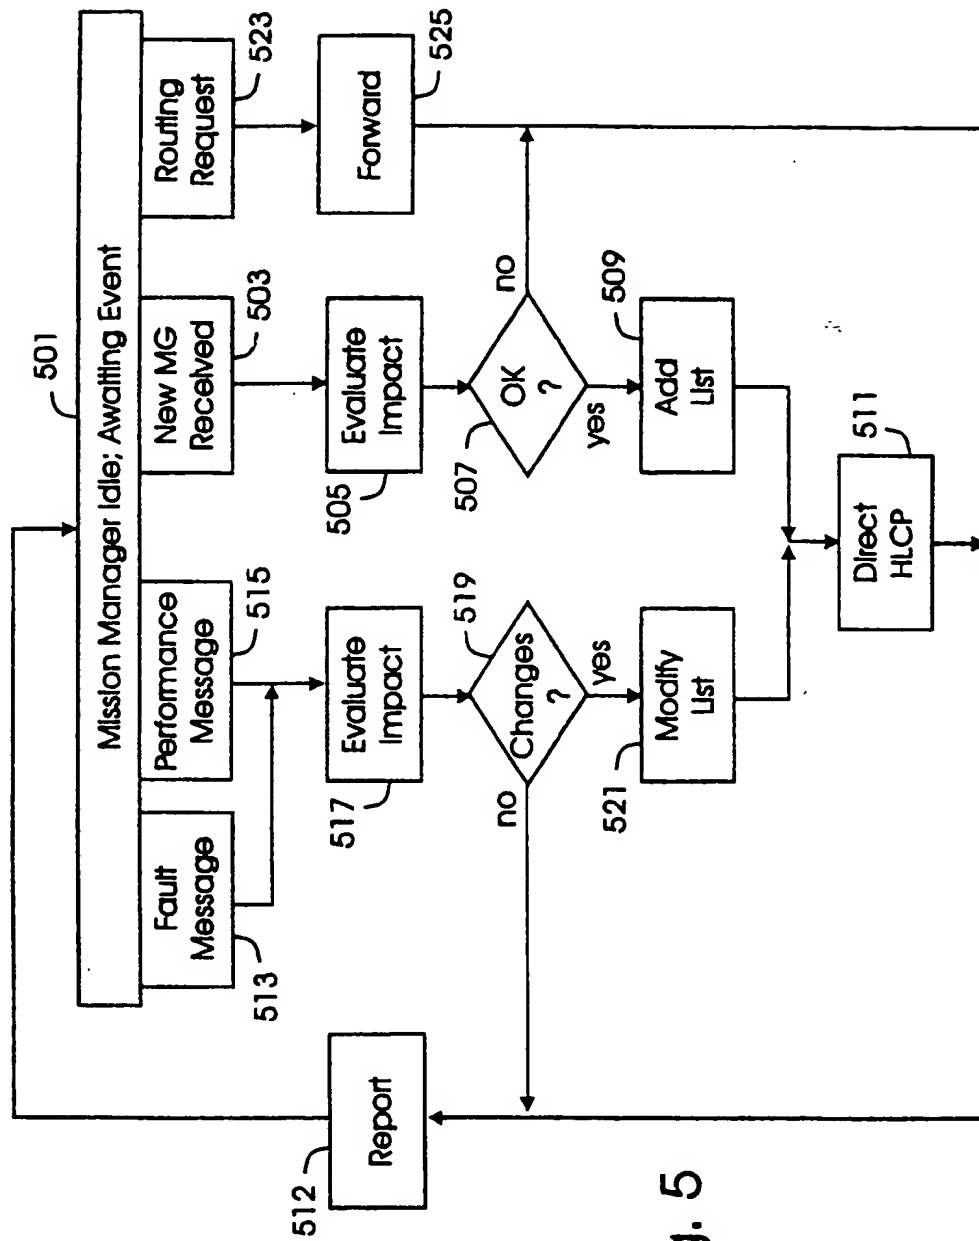 501
Mission Manager Idle; Awaiting Event
Fault
Message
513
Performance
Message
515
New MG
Received
503
Routing
Request
523
512
Report
Evaluate
Impact
517
Evaluate
Impact
505
Forward
525
no
Changes
?
519
yes
507
OK
?
no
yes
521
Modify
List
Add
List
509
Direct
HLCP
511
g. 5